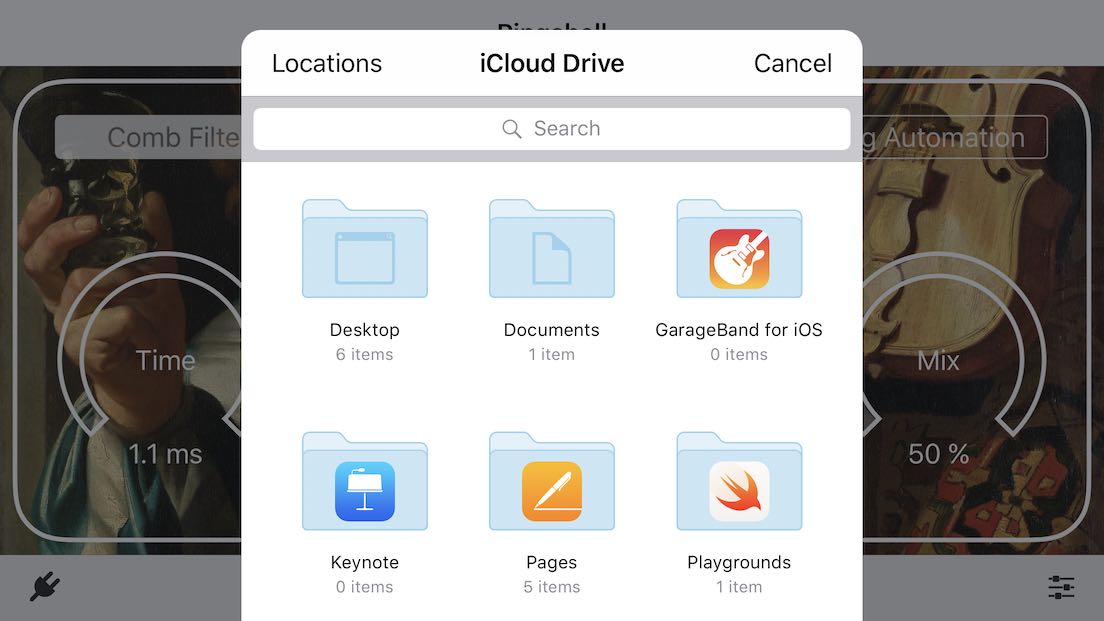 Locations
iCloud Drive
Cancel
Search
Comb Filte
g Automation
Desktop
6 items
Documents
1 item
GarageBand for iOS
0 items
Time
Mix
1.1 ms
50 %
Keynote
0 items
Pages
5 items
Playgrounds
1 item